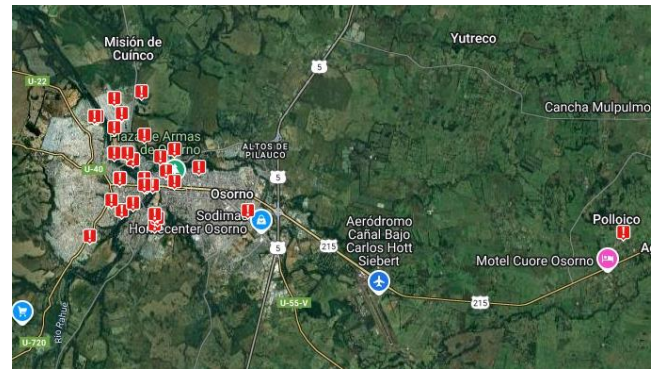 Misión de
Cuinco
Yutreco
5
U-22
Cancha Mulpulmo
Plaza de Armas
de Osorno
ALTOS DE
PILAUCO
U-40
5
Osorno
Sodimac
Homecenter Osorno
Aeródromo
Cañal Bajo
Carlos Hott
Siebert
Polloico
5
215
Motel Cuore Osorno
U-55-V
215
Río Rahue
U-720